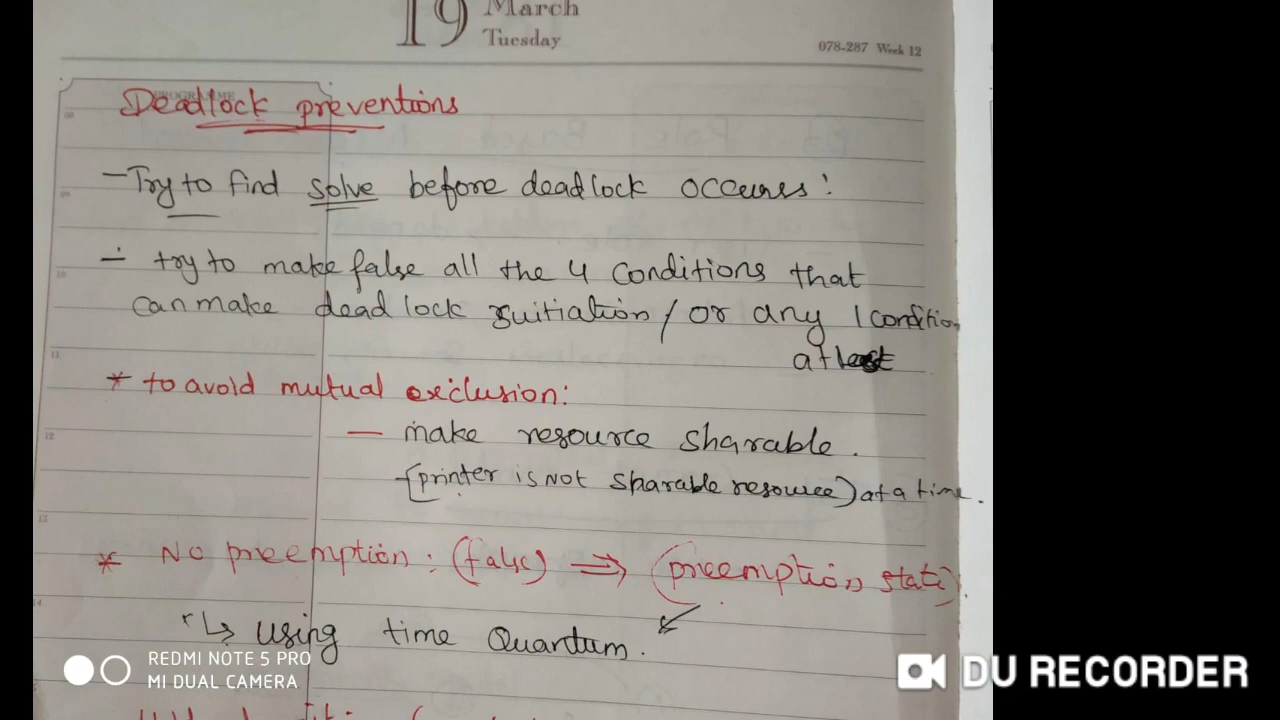 19 March
Tuesday
078-287 Week 12
PROGRAMME
Deadlock preventions
- Try to find solve before deadlock occures:
- try to make false all the 4 conditions that
can make dead lock suitiation / or any 1 condition
atleast
* to avoid mutual exclusion:
- make resource sharable.
(printer is not sharable resource) at a time.
* No preemption: (false) ⇒ (preemption state).
↳ using time Quantum.
REDMI NOTE 5 PRO
MI DUAL CAMERA
DU RECORDER